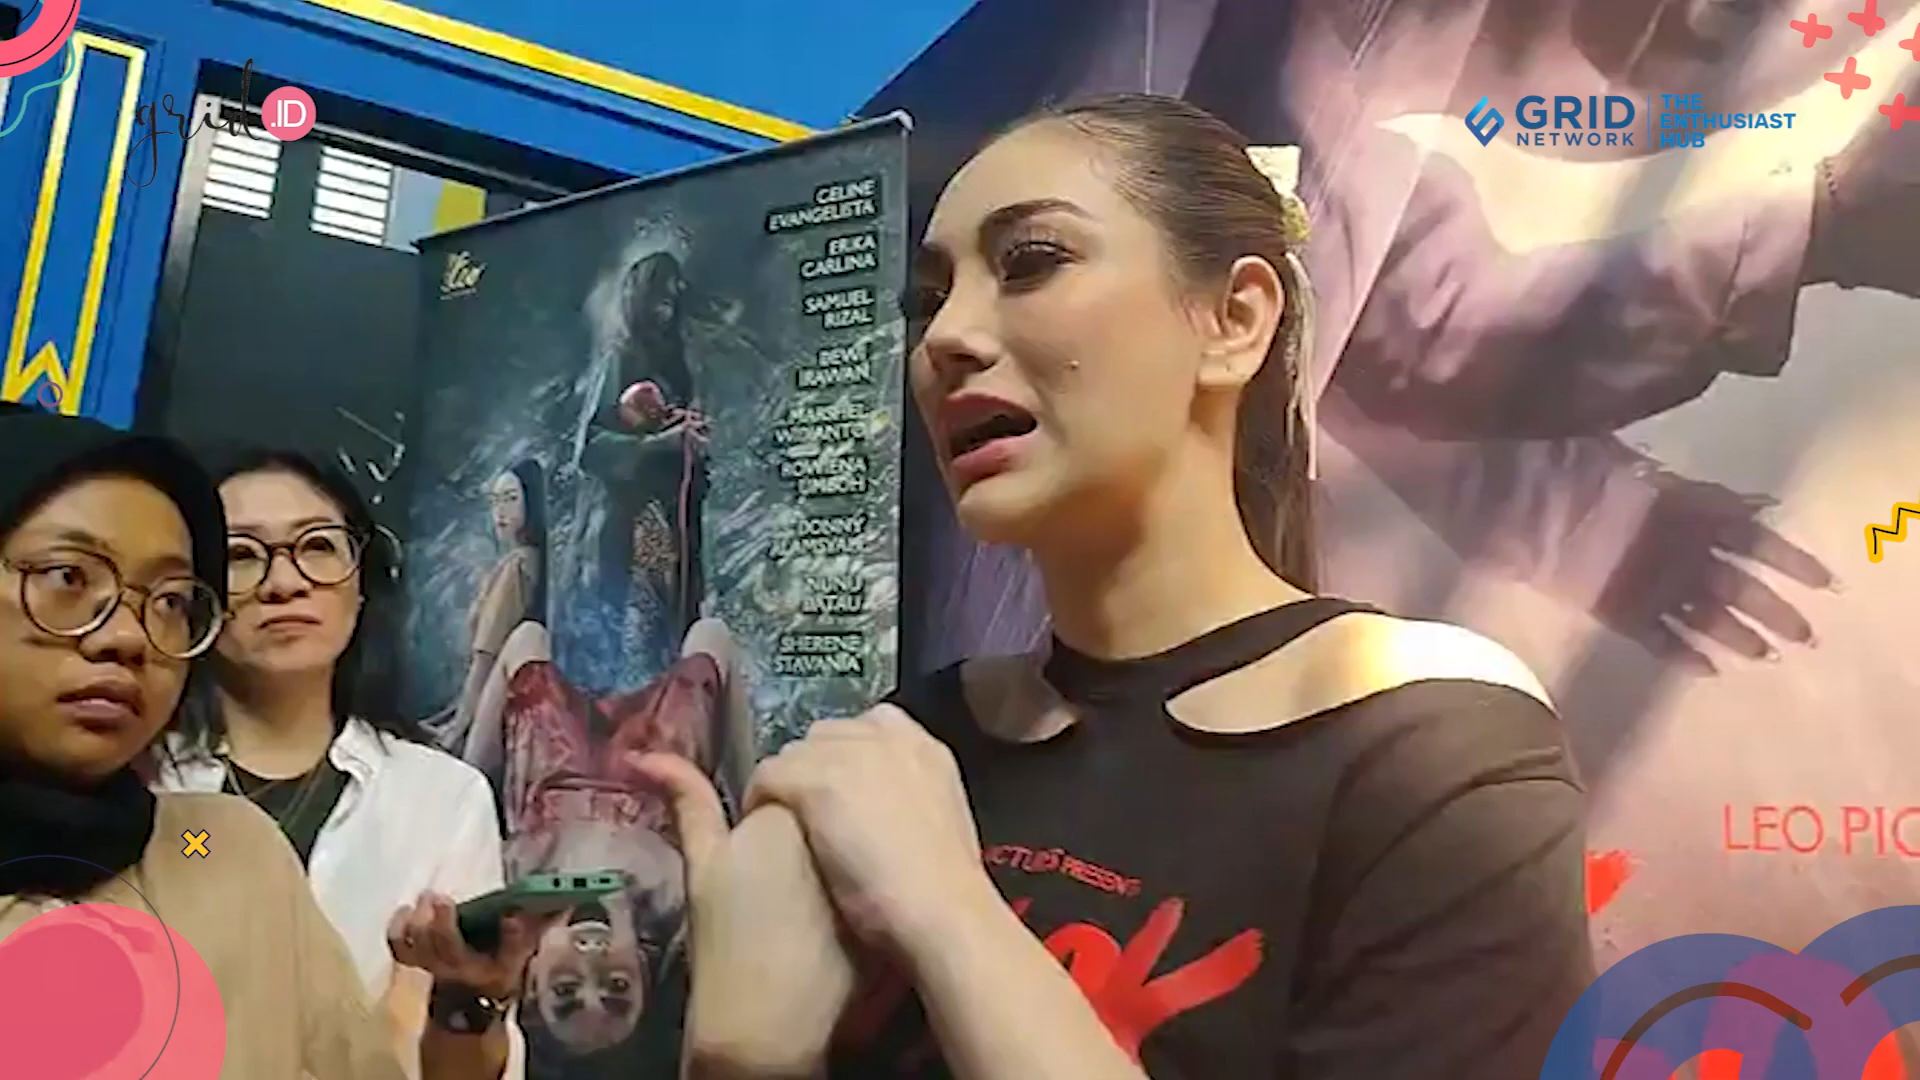 grid.ID
GRID
NETWORK
THE
ENTHUSIAST
HUB
Leo
CELINE
EVANGELISTA
ERIKA
CARLINA
SAMUEL
RIZAL
DEWI
IRAWAN
MARSHEL
WIDIANTO
ROWIENA
UMBOH
DONNY
ALAMSYAH
NUNU
DATAU
SHERENE
STAVANIA
PRESENT
LEO PIC